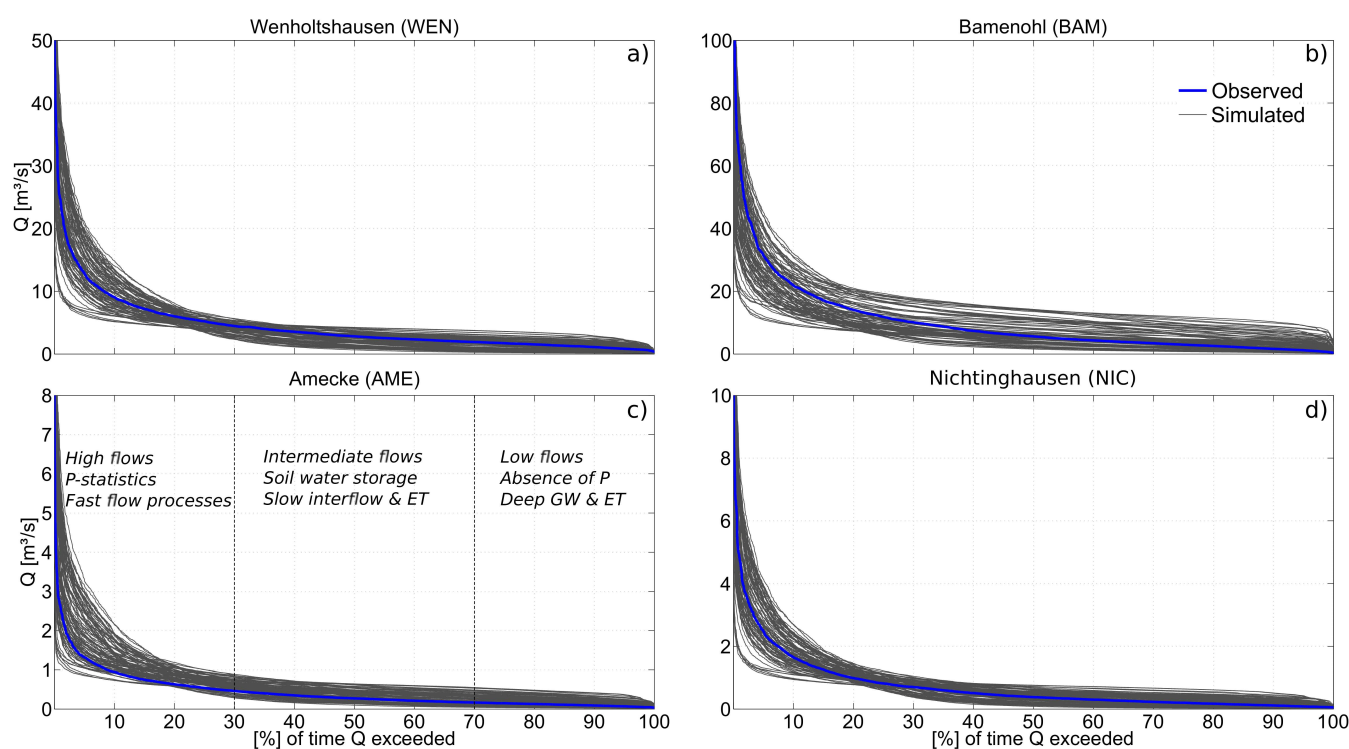 Wenholtshausen (WEN)
a)
50
40
30
20
10
0
Q [m³/s]
Bamenohl (BAM)
b)
100
80
60
40
20
0
Observed
Simulated
Amecke (AME)
c)
8
7
6
5
4
3
2
1
0
Q [m³/s]
High flows
P-statistics
Fast flow processes
Intermediate flows
Soil water storage
Slow interflow & ET
Low flows
Absence of P
Deep GW & ET
10 20 30 40 50 60 70 80 90 100
[%] of time Q exceeded
Nichtinghausen (NIC)
d)
10
8
6
4
2
0
10 20 30 40 50 60 70 80 90 100
[%] of time Q exceeded